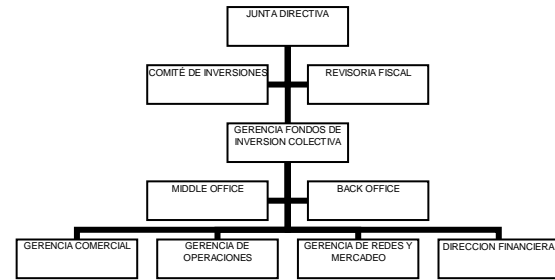 JUNTA DIRECTIVA
COMITÉ DE INVERSIONES
REVISORIA FISCAL
GERENCIA FONDOS DE
INVERSION COLECTIVA
MIDDLE OFFICE
BACK OFFICE
GERENCIA COMERCIAL
GERENCIA DE
OPERACIONES
GERENCIA DE REDES Y
MERCADEO
DIRECCION FINANCIERA